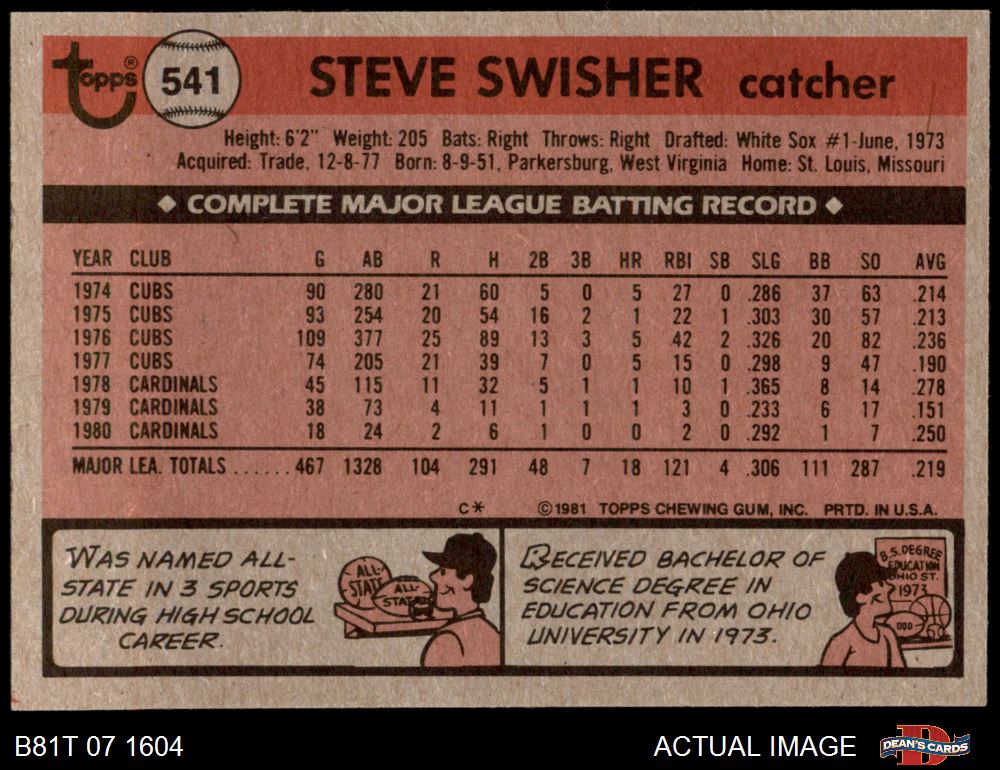 topps®
541
STEVE SWISHER catcher
Height: 6'2" Weight: 205 Bats: Right Throws: Right Drafted: White Sox #1-June, 1973
Acquired: Trade, 12-8-77 Born: 8-9-51, Parkersburg, West Virginia Home: St. Louis, Missouri
◆ COMPLETE MAJOR LEAGUE BATTING RECORD ◆
YEAR CLUB G AB R H 2B 3B HR RBI SB SLG BB SO AVG
1974 CUBS 90 280 21 60 5 0 5 27 0 .286 37 63 .214
1975 CUBS 93 254 20 54 16 2 1 22 1 .303 30 57 .213
1976 CUBS 109 377 25 89 13 3 5 42 2 .326 20 82 .236
1977 CUBS 74 205 21 39 7 0 5 15 0 .298 9 47 .190
1978 CARDINALS 45 115 11 32 5 1 1 10 1 .365 8 14 .278
1979 CARDINALS 38 73 4 11 1 1 1 3 0 .233 6 17 .151
1980 CARDINALS 18 24 2 6 1 0 0 2 0 .292 1 7 .250
MAJOR LEA. TOTALS ...... 467 1328 104 291 48 7 18 121 4 .306 111 287 .219
C* ©1981 TOPPS CHEWING GUM, INC. PRTD. IN U.S.A.
WAS NAMED ALL-
STATE IN 3 SPORTS
DURING HIGH SCHOOL
CAREER.
ALL-
STATE
ALL-
STATE
RECEIVED BACHELOR OF
SCIENCE DEGREE IN
EDUCATION FROM OHIO
UNIVERSITY IN 1973.
B.S. DEGREE
EDUCATION
OHIO ST.
1973
B81T 07 1604
ACTUAL IMAGE
DEAN'S CARDS